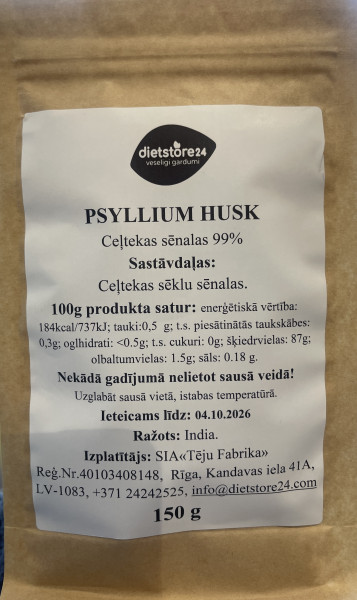 dietstore24
veselīgi gardumi
PSYLLIUM HUSK
Ceļtekas sēnalas 99%
Sastāvdaļas:
Ceļtekas sēklu sēnalas.
100g produkta satur: enerģētiskā vērtība:
184kcal/737kJ; tauki:0,5 g; t.s. piesātinātās taukskābes:
0,3g; oglhidrati: <0.5g; t.s. cukuri: 0g; šķiedrvielas: 87g;
olbaltumvielas: 1.5g; sāls: 0.18 g.
Nekādā gadījumā nelietot sausā veidā!
Uzglabāt sausā vietā, istabas temperatūrā.
Ieteicams līdz: 04.10.2026
Ražots: India.
Izplatītājs: SIA«Tēju Fabrika»
Reģ.Nr.40103408148, Rīga, Kandavas iela 41A,
LV-1083, +371 24242525, info@dietstore24.com
150 g